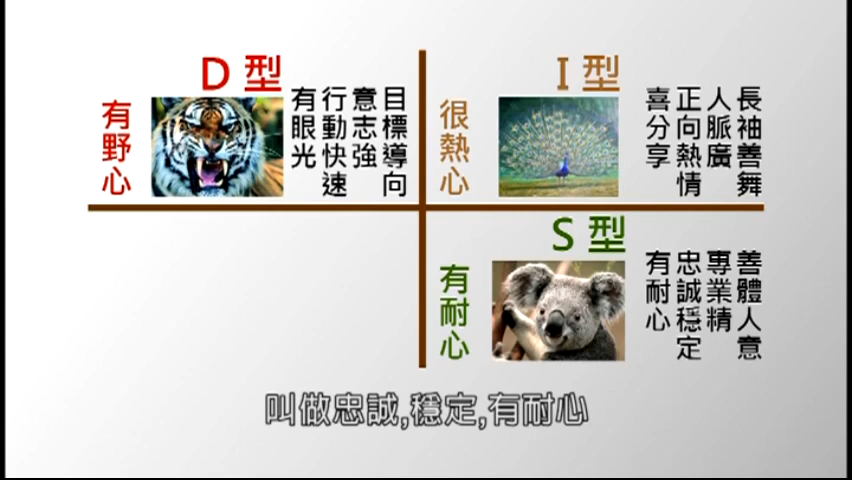 D 型
有野心
目標導向
意志強
行動快速
有眼光
I 型
很熱心
長袖善舞
人脈廣
正向熱情
喜分享
S 型
有耐心
善體人意
專業精
忠誠穩定
有耐心
叫做忠誠,穩定,有耐心